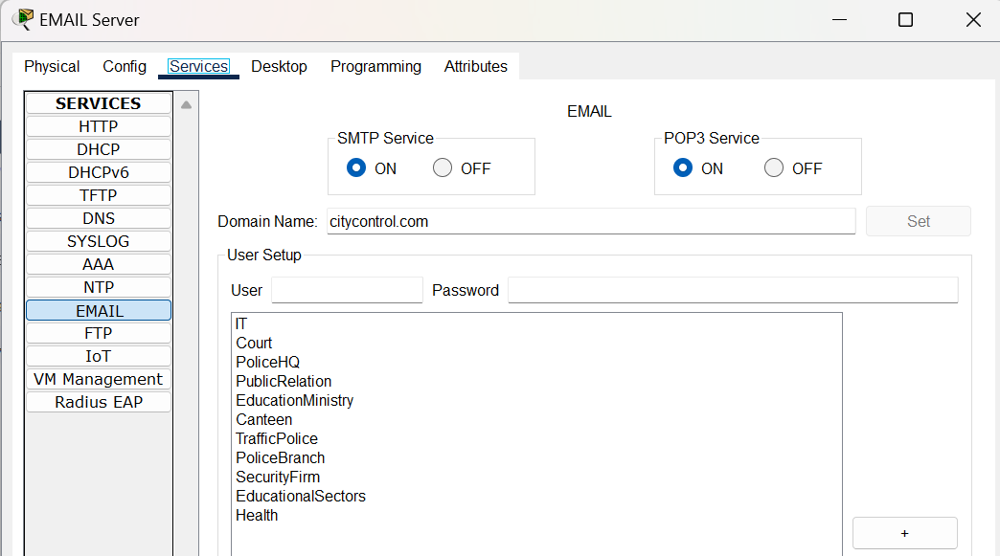 EMAIL Server
Physical Config Services Desktop Programming Attributes
SERVICES
HTTP
DHCP
DHCPv6
TFTP
DNS
SYSLOG
AAA
NTP
EMAIL
FTP
IoT
VM Management
Radius EAP
EMAIL
SMTP Service
ON OFF
POP3 Service
ON OFF
Domain Name: citycontrol.com Set
User Setup
User Password
IT
Court
PoliceHQ
PublicRelation
EducationMinistry
Canteen
TrafficPolice
PoliceBranch
SecurityFirm
EducationalSectors
Health
+